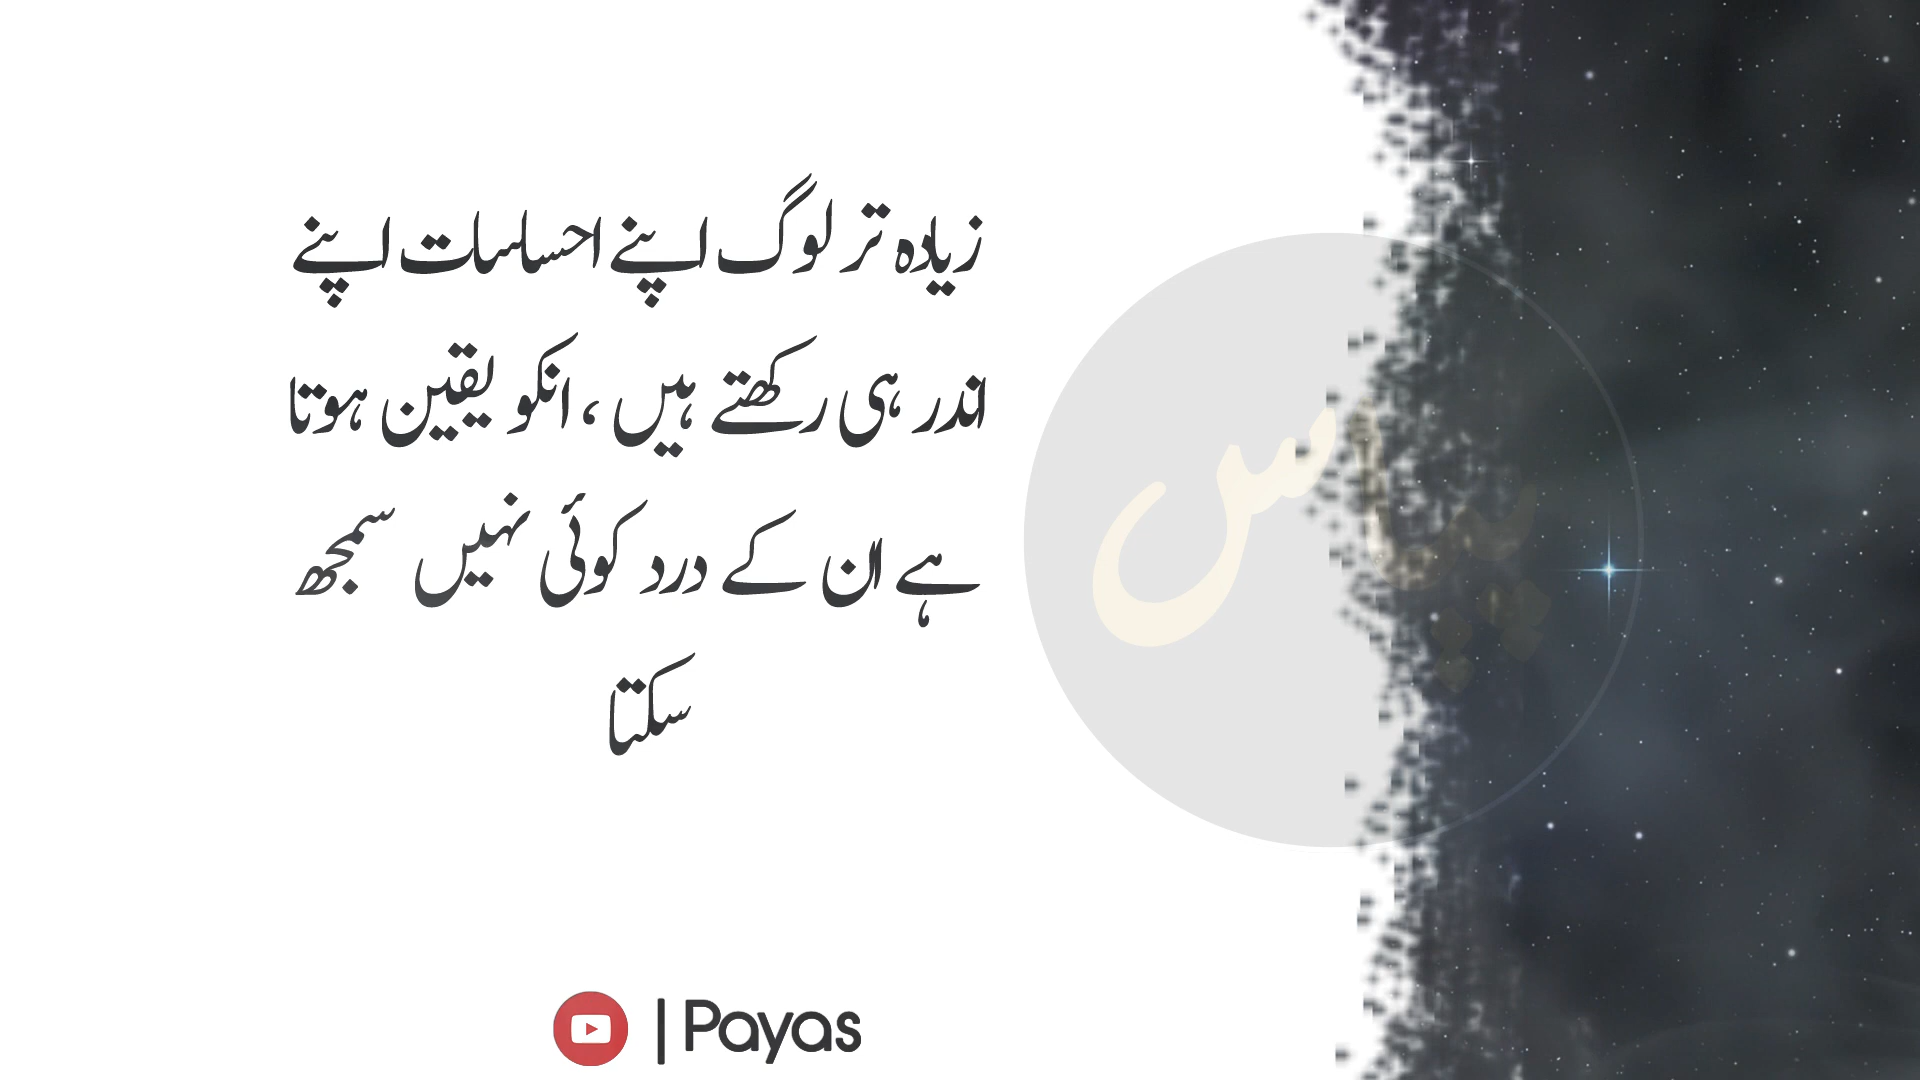 زیادہ تر لوگ اپنے احساسات اپنے
اندر ہی رکھتے ہیں ، انکو یقین ہوتا
ہے ان کے درد کوئی نہیں سمجھ
سکتا
پیاس
| Payas